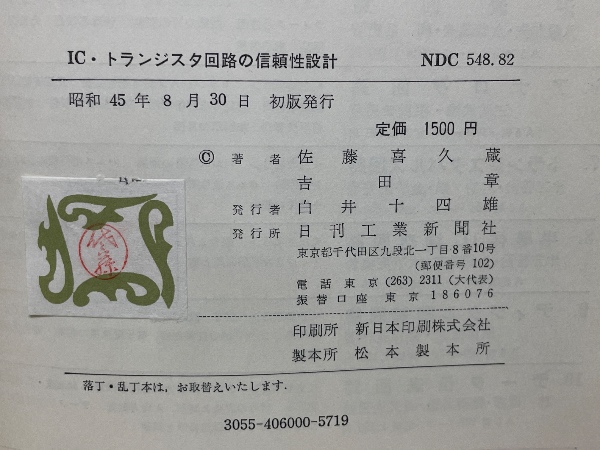 IC・トランジスタ回路の信頼性設計 NDC 548.82
昭和 45 年 8 月 30 日 初版発行
定価 1500 円
© 著者 佐藤喜久蔵
吉田章
発行者 白井十四雄
発行所 日刊工業新聞社
東京都千代田区九段北一丁目8番10号
(郵便番号 102)
電話 東京 (263) 2311 (大代表)
振替口座 東京 186076
印刷所 新日本印刷株式会社
製本所 松本製本所
落丁・乱丁本は,お取替えいたします.
3055-406000-5719
佐藤